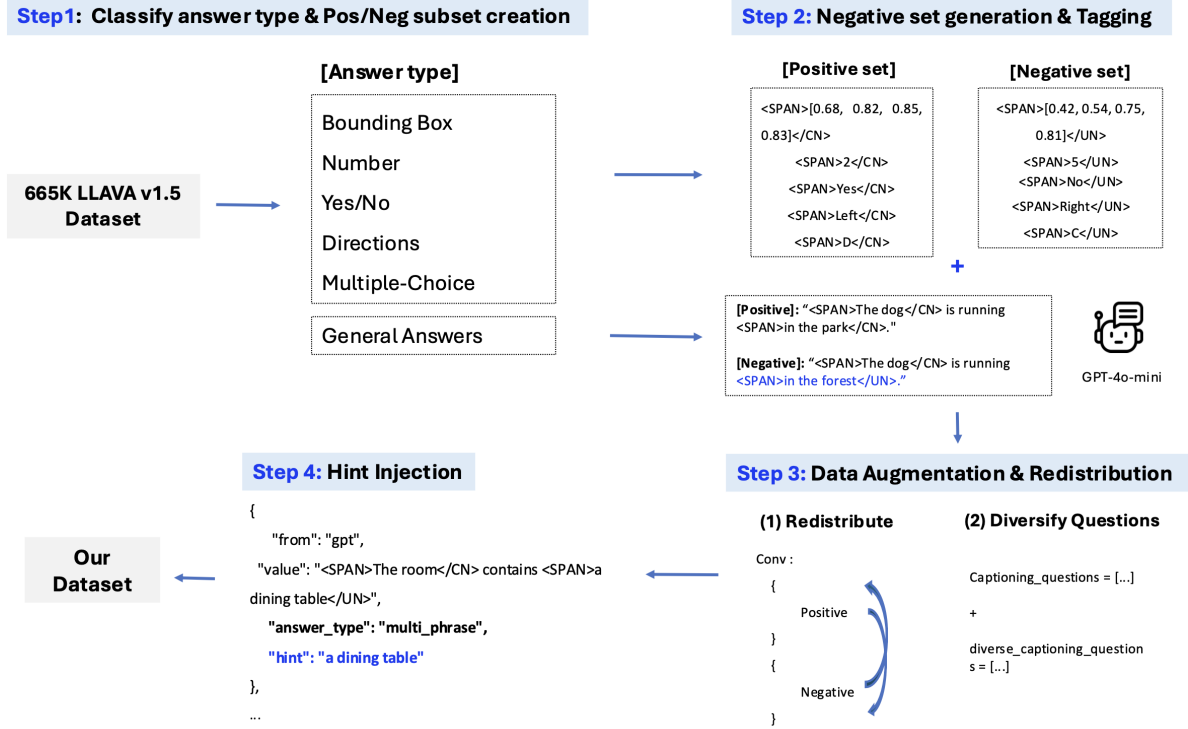 Step1: Classify answer type & Pos/Neg subset creation
[Answer type]
665K LLAVA v1.5
Dataset
Bounding Box
Number
Yes/No
Directions
Multiple-Choice
General Answers
Step 2: Negative set generation & Tagging
[Positive set]
<SPAN>[0.68, 0.82, 0.85,
0.83]</CN>
<SPAN>2</CN>
<SPAN>Yes</CN>
<SPAN>Left</CN>
<SPAN>D</CN>
[Negative set]
<SPAN>[0.42, 0.54, 0.75,
0.81]</UN>
<SPAN>5</UN>
<SPAN>No</UN>
<SPAN>Right</UN>
<SPAN>C</UN>
+
[Positive]: “<SPAN>The dog</CN> is running
<SPAN>in the park</CN>."
[Negative]: “<SPAN>The dog</CN> is running
<SPAN>in the forest</UN>.”
GPT-4o-mini
Step 3: Data Augmentation & Redistribution
(1) Redistribute
Conv :
{
Positive
}
{
Negative
}
(2) Diversify Questions
Captioning_questions = [...]
+
diverse_captioning_question
s = [...]
Step 4: Hint Injection
{
"from": "gpt",
"value": "<SPAN>The room</CN> contains <SPAN>a
dining table</UN>",
"answer_type": "multi_phrase",
"hint": "a dining table"
},
...
Our
Dataset